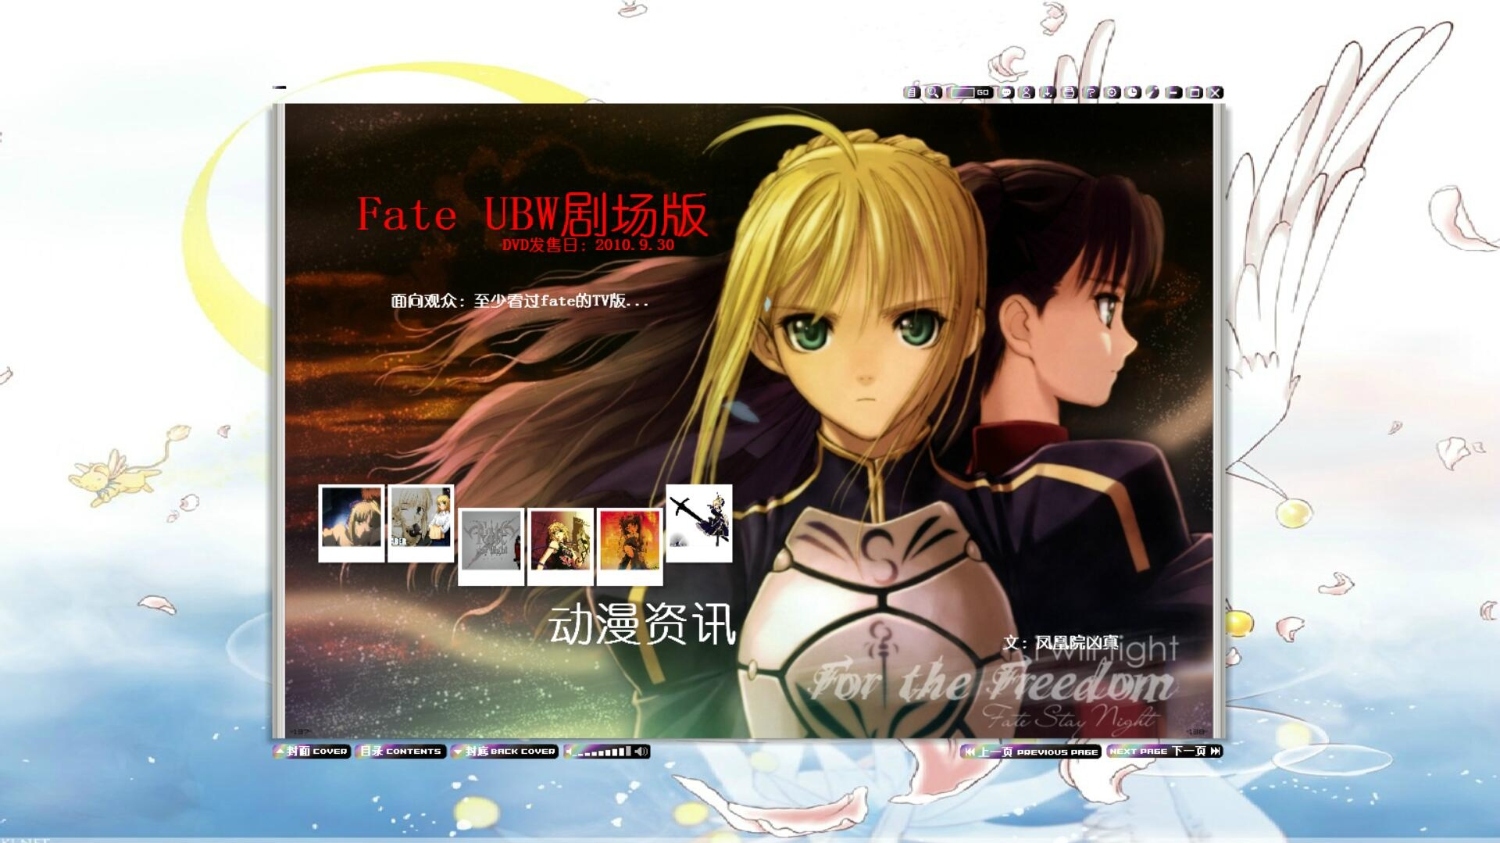 GO
Fate UBW剧场版
·DVD发售日：2010.9.30
面向观众：至少看过fate的TV版...
动漫资讯
文：凤凰院凶真
Twilight
For the Freedom
Fate Stay Night
封面 COVER
目录 CONTENTS
封底 BACK COVER
上一页 PREVIOUS PAGE
NEXT PAGE 下一页